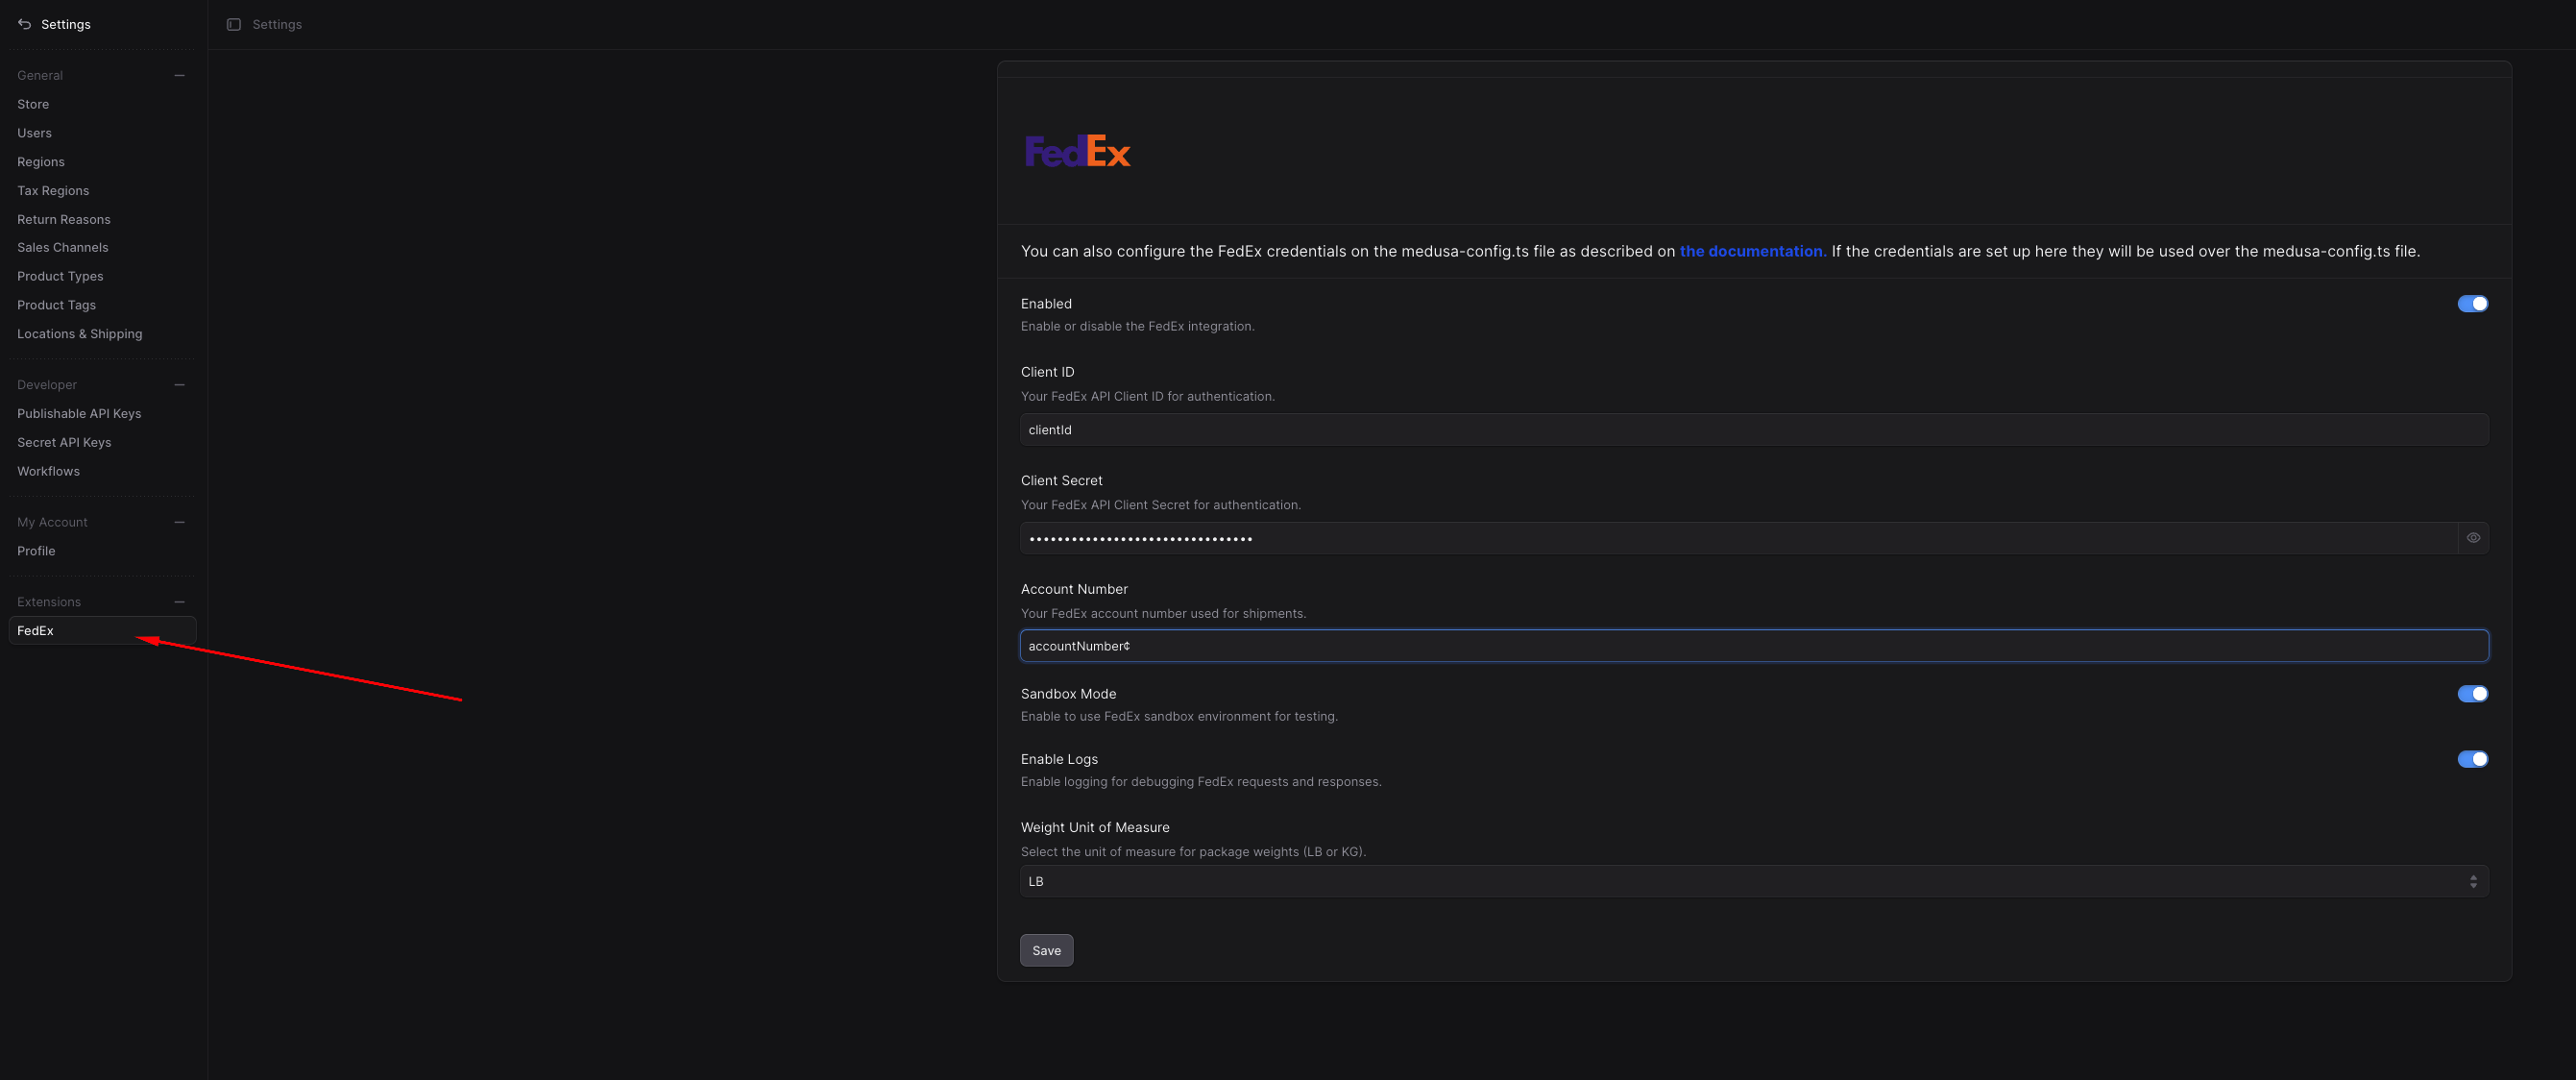 Settings
General
Store
Users
Regions
Tax Regions
Return Reasons
Sales Channels
Product Types
Product Tags
Locations & Shipping
Developer
Publishable API Keys
Secret API Keys
Workflows
My Account
Profile
Extensions
FedEx
Settings
FedEx
You can also configure the FedEx credentials on the medusa-config.ts file as described on the documentation. If the credentials are set up here they will be used over the medusa-config.ts file.
Enabled
Enable or disable the FedEx integration.
Client ID
Your FedEx API Client ID for authentication.
clientId
Client Secret
Your FedEx API Client Secret for authentication.
••••••••••••••••••••••••••••••••
Account Number
Your FedEx account number used for shipments.
accountNumber¢
Sandbox Mode
Enable to use FedEx sandbox environment for testing.
Enable Logs
Enable logging for debugging FedEx requests and responses.
Weight Unit of Measure
Select the unit of measure for package weights (LB or KG).
LB
Save